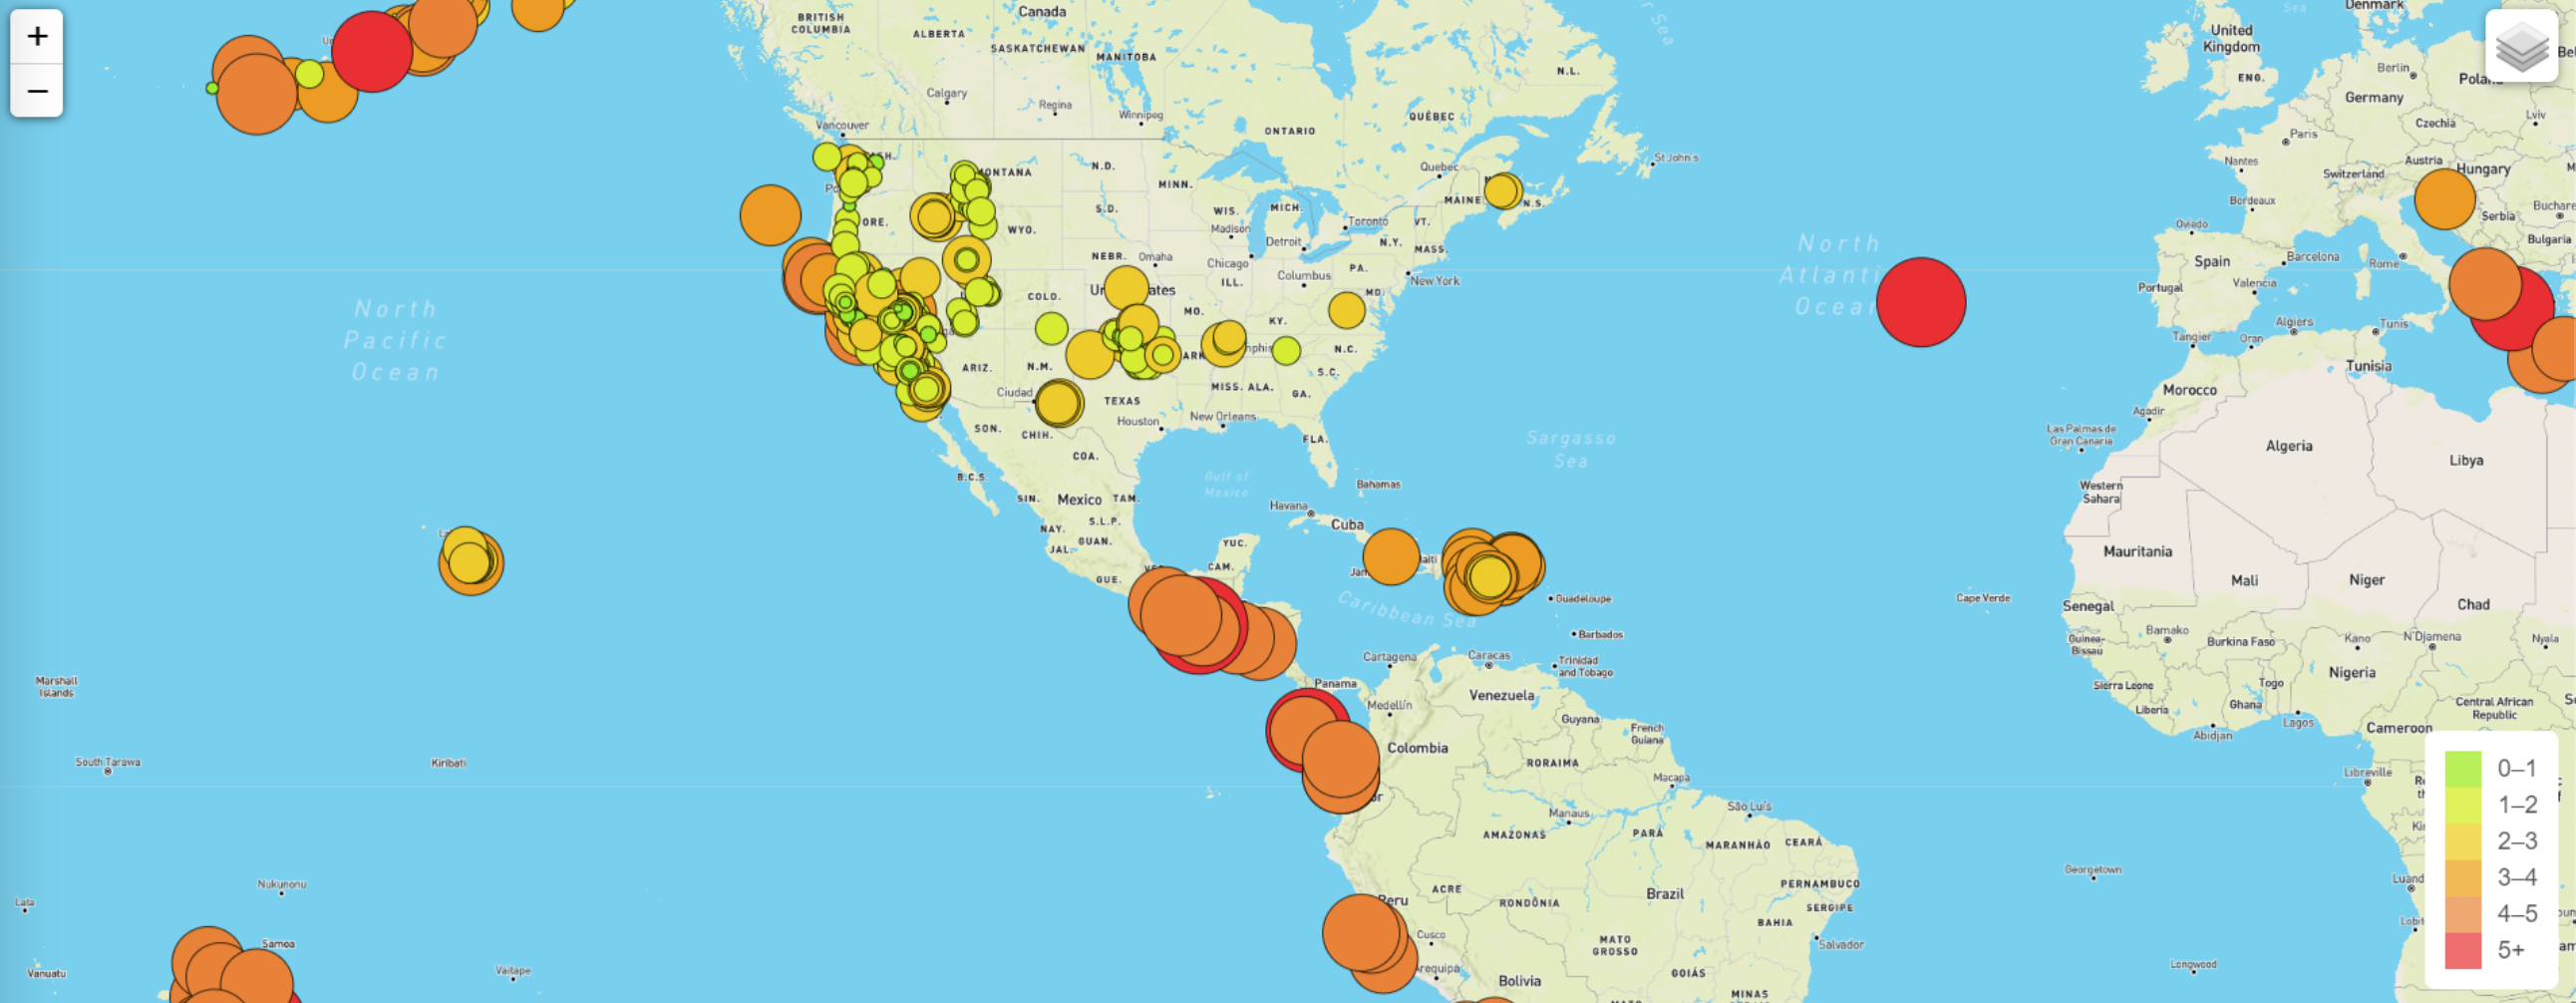 +
−
Canada
Denmark
BRITISH
COLUMBIA
ALBERTA
SASKATCHEWAN
MANITOBA
N.L.
United
Kingdom
ENG.
Berlin
Germany
Calgary
Regina
Winnipeg
Vancouver
ONTARIO
QUÉBEC
Czechia
Lviv
Paris
Quebec
St John's
Nantes
Austria
Hungary
Switzerland
MONTANA
N.D.
MINN.
S.D.
MAINE
N.S.
Bordeaux
Serbia
ORE.
WYO.
WIS.
Madison
MICH.
Toronto
VT.
Oviedo
Bulgaria
Detroit
N.Y.
MASS.
North
Atlantic
Ocean
NEBR.
Omaha
Chicago
Columbus
PA.
New York
Spain
Barcelona
Rome
Portugal
Valencia
ILL.
MD.
COLO.
North
Pacific
Ocean
MO.
KY.
Algiers
Tunis
Tangier
Oran
N.C.
ARIZ.
N.M.
S.C.
Tunisia
Ciudad
TEXAS
MISS.
ALA.
GA.
Morocco
Agadir
Houston
New Orleans
SON.
CHIH.
FLA.
Las Palmas de
Gran Canaria
Sargasso
Sea
Algeria
Libya
COA.
B.C.S.
Gulf of
Mexico
Bahamas
Western
Sahara
SIN.
Mexico
TAM.
Havana
Cuba
NAY.
S.L.P.
GUAN.
JAL.
YUC.
CAM.
GUE.
Mauritania
Mali
Niger
Chad
Caribbean Sea
Guadeloupe
Cape Verde
Senegal
Barbados
Guinea-
Bissau
Bamako
Burkina Faso
Kano
N'Djamena
Nyala
Cartagena
Caracas
Trinidad
and Tobago
Marshall
Islands
Panama
Medellín
Venezuela
Sierra Leone
Liberia
Togo
Ghana
Nigeria
Central African
Republic
Guyana
French
Guiana
Abidjan
Lagos
Cameroon
Colombia
South Tarawa
Kiribati
RORAIMA
Macapa
Libreville
0–1
1–2
2–3
3–4
4–5
5+
São Luís
Manaus
AMAZONAS
PARÁ
MARANHÃO
CEARÁ
Georgetown
Nukunonu
Lata
Peru
ACRE
RONDÔNIA
Brazil
PERNAMBUCO
SERGIPE
BAHIA
Samoa
Cusco
MATO
GROSSO
Salvador
Vanuatu
Vaitape
Arequipa
Bolivia
GOIÁS
Longwood
MINAS